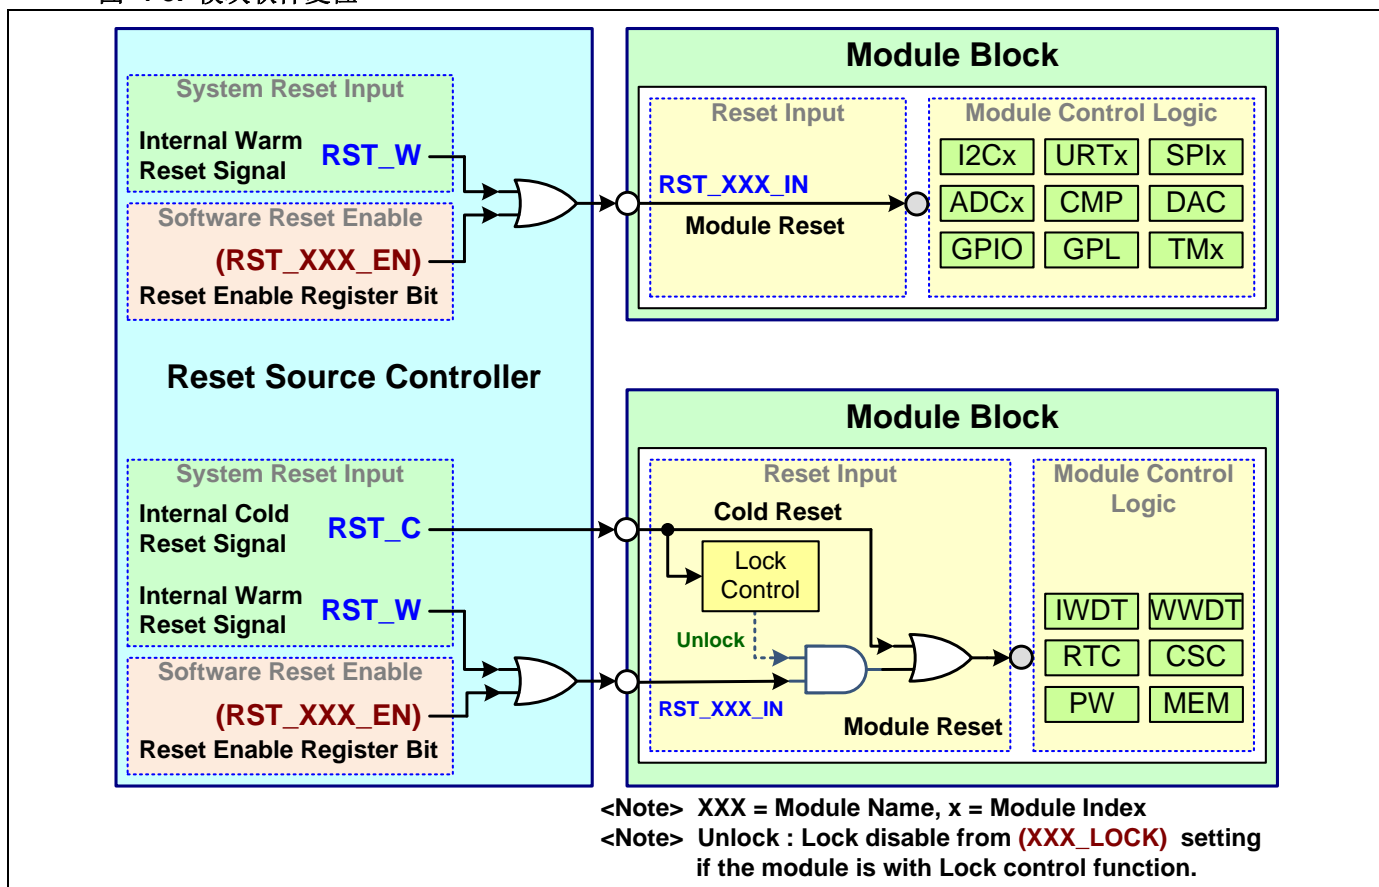 Module Block
System Reset Input
Internal Warm
Reset Signal
RST_W
Software Reset Enable
(RST_XXX_EN)
Reset Enable Register Bit
Reset Input
RST_XXX_IN
Module Reset
Module Control Logic
I2Cx URTx SPIx
ADCx CMP DAC
GPIO GPL TMx
Reset Source Controller
Module Block
System Reset Input
Internal Cold
Reset Signal
RST_C
Internal Warm
Reset Signal
RST_W
Software Reset Enable
(RST_XXX_EN)
Reset Enable Register Bit
Reset Input
Cold Reset
Lock
Control
Unlock
RST_XXX_IN
Module Reset
Module Control
Logic
IWDT WWDT
RTC CSC
PW MEM
<Note> XXX = Module Name, x = Module Index
<Note> Unlock : Lock disable from (XXX_LOCK) setting
if the module is with Lock control function.